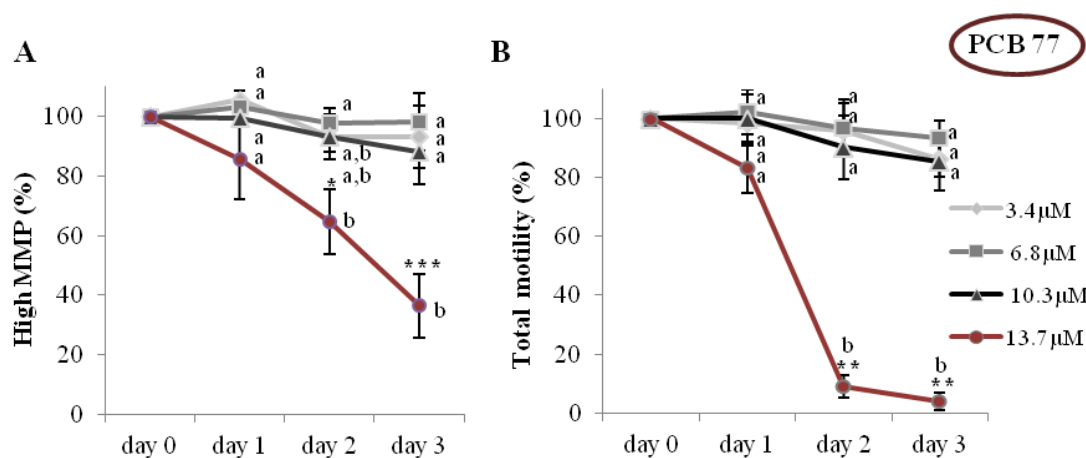 PCB 77
A
B
High MMP (%)
100
80
60
40
20
0
a
a
a
a
a
a,b
a,b
*
b
a
a
a
***
b
day 0 day 1 day 2 day 3
Total motility (%)
100
80
60
40
20
0
a
a
a
a
a
a
a
b
**
a
a
a
b
**
day 0 day 1 day 2 day 3
3.4µM
6.8µM
10.3µM
13.7µM